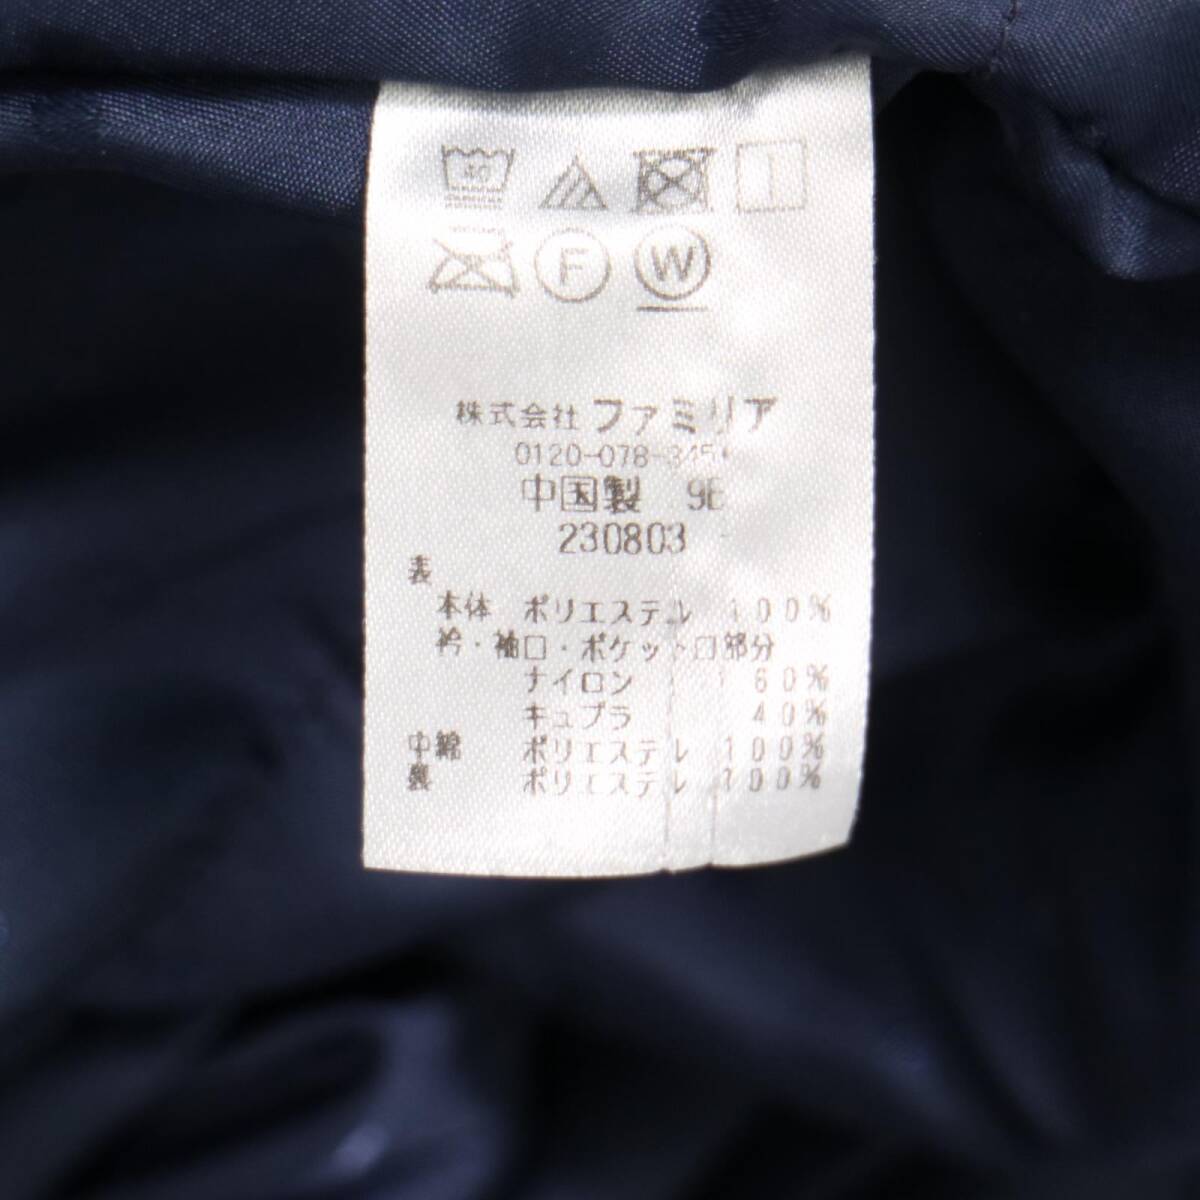 40
F
W
株式会社 ファミリア
0120-078-345
中国製 9E
230803
表
本体 ポリエステル 100%
衿・袖口・ポケット口部分
ナイロン 60%
キュプラ 40%
中綿 ポリエステル 100%
裏 ポリエステル 100%